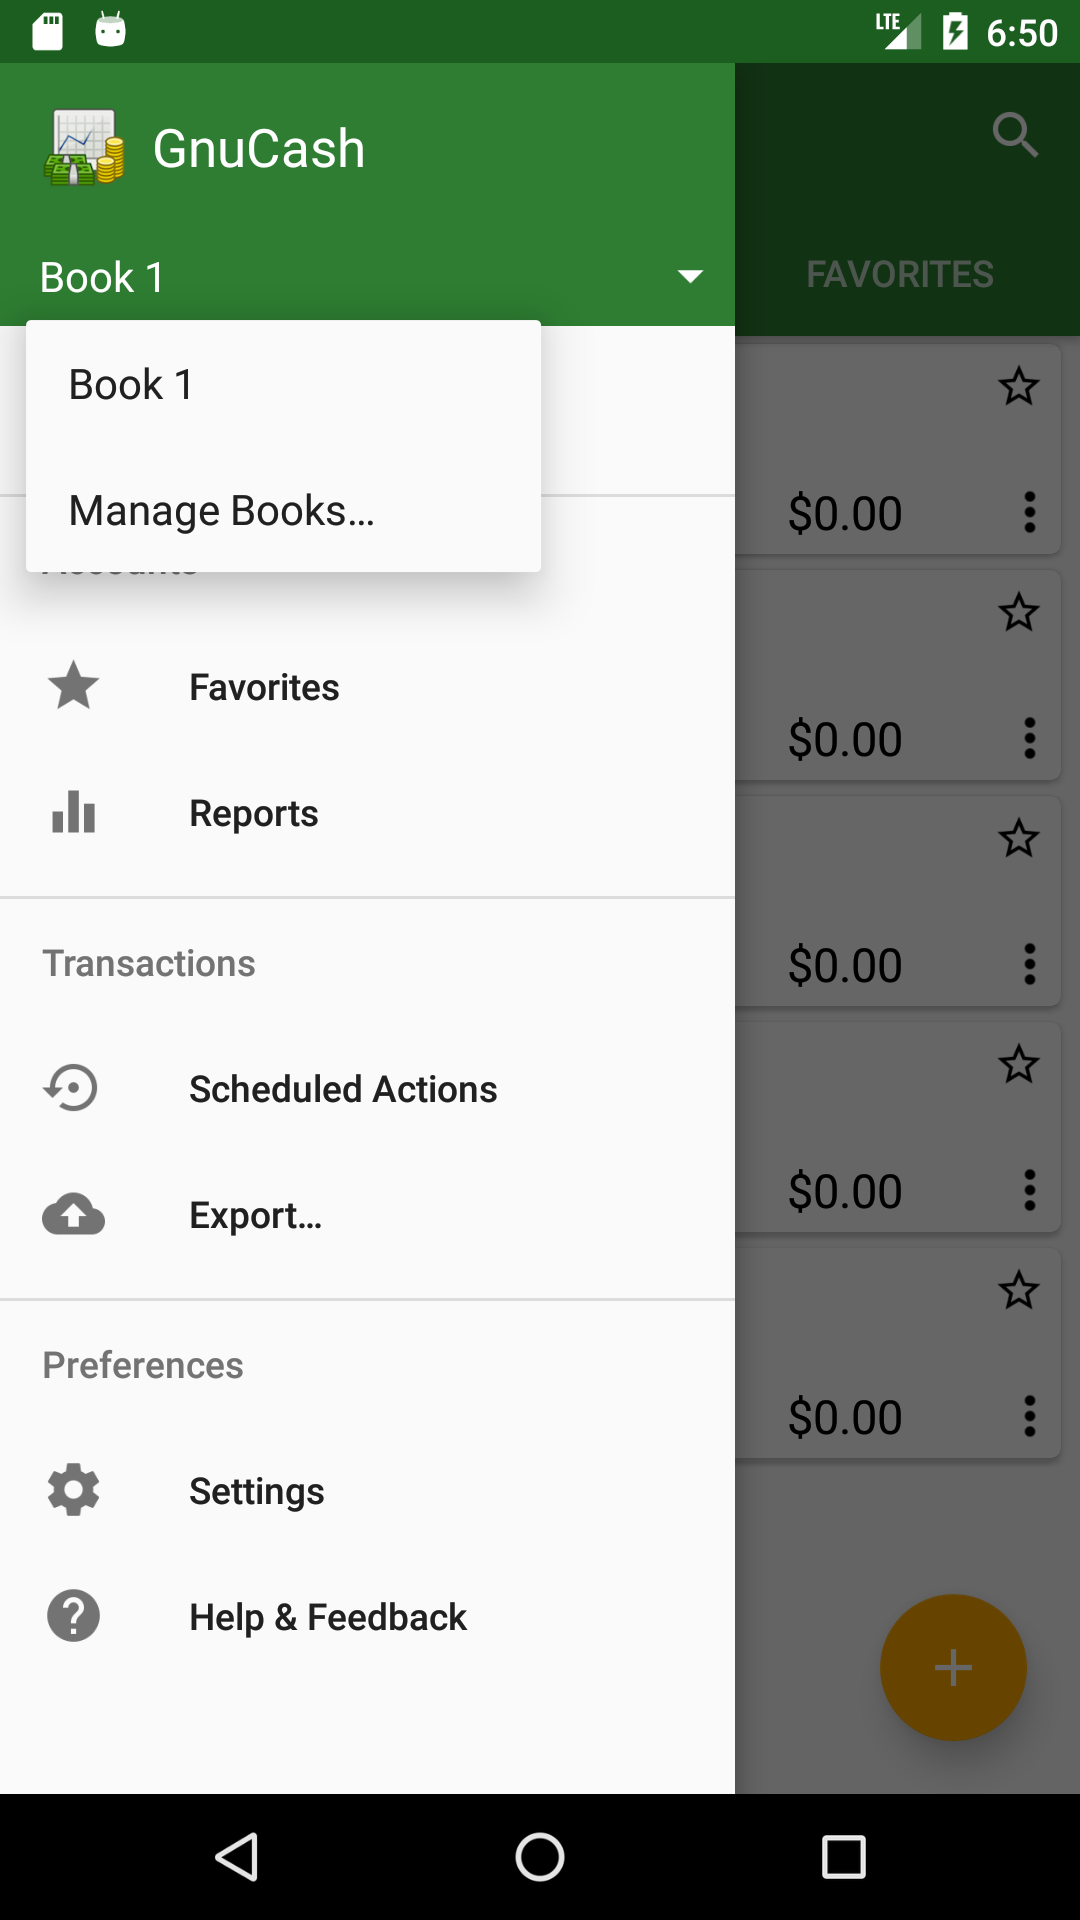 LTE 6:50
GnuCash
Book 1
FAVORITES
Book 1
Manage Books...
$0.00
Accounts
Favorites
$0.00
Reports
Transactions
$0.00
Scheduled Actions
$0.00
Export...
Preferences
$0.00
Settings
Help & Feedback